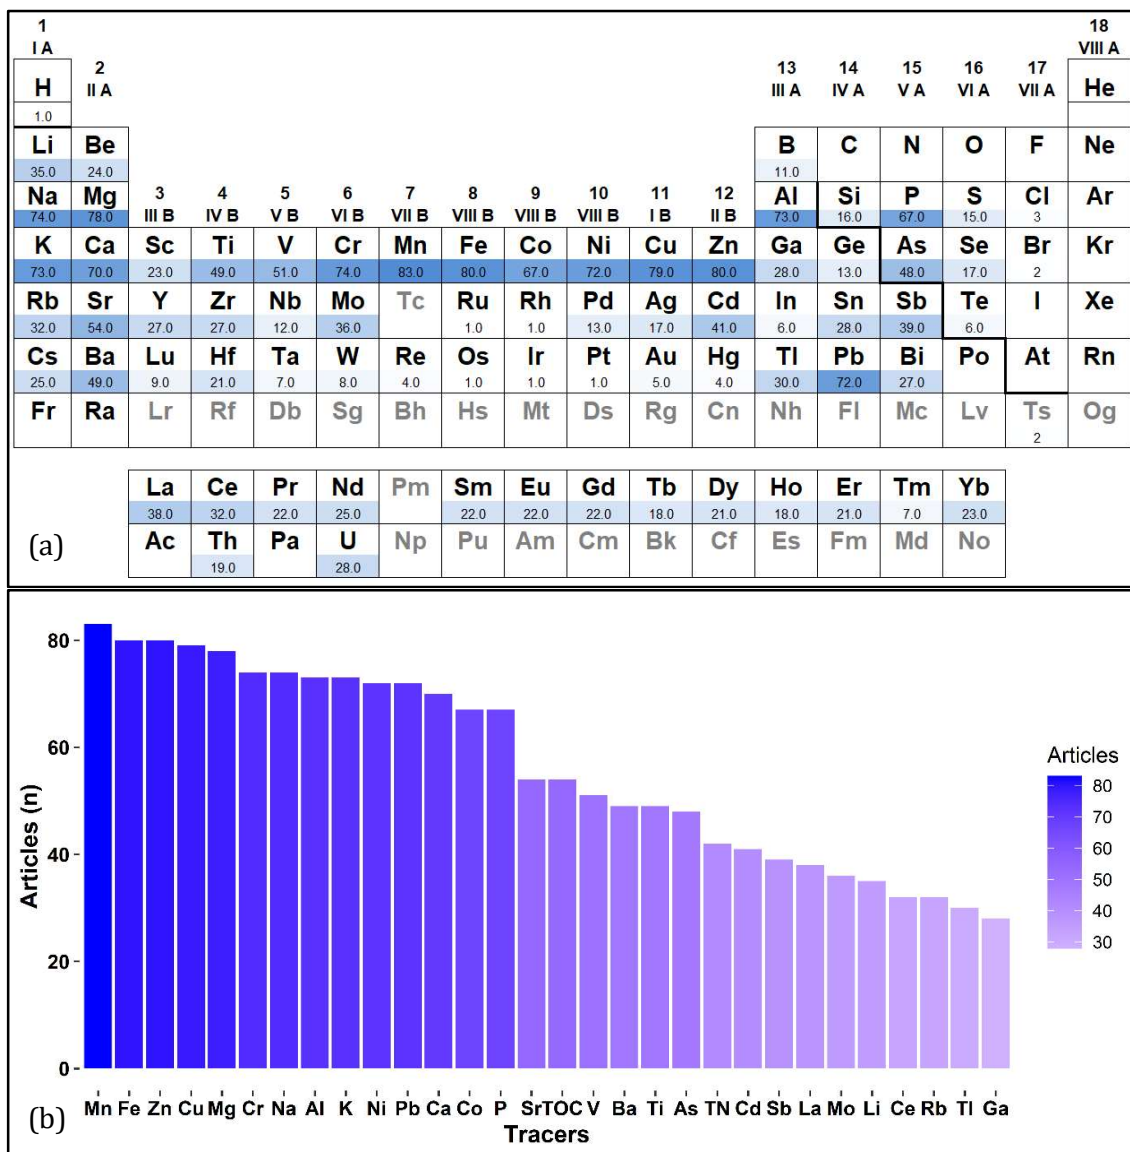 1 18
I A VIII A
2 13 14 15 16 17
H II A III A IV A V A VI A VII A He
1.0
Li Be B C N O F Ne
35.0 24.0 11.0
Na Mg 3 4 5 6 7 8 9 10 11 12 Al Si P S Cl Ar
74.0 78.0 III B IV B V B VI B VII B VIII B VIII B VIII B I B II B 73.0 16.0 67.0 15.0 3
K Ca Sc Ti V Cr Mn Fe Co Ni Cu Zn Ga Ge As Se Br Kr
73.0 70.0 23.0 49.0 51.0 74.0 83.0 80.0 67.0 72.0 79.0 80.0 28.0 13.0 48.0 17.0 2
Rb Sr Y Zr Nb Mo Tc Ru Rh Pd Ag Cd In Sn Sb Te I Xe
32.0 54.0 27.0 27.0 12.0 36.0 1.0 1.0 13.0 17.0 41.0 6.0 28.0 39.0 6.0
Cs Ba Lu Hf Ta W Re Os Ir Pt Au Hg Tl Pb Bi Po At Rn
25.0 49.0 9.0 21.0 7.0 8.0 4.0 1.0 1.0 1.0 5.0 4.0 30.0 72.0 27.0
Fr Ra Lr Rf Db Sg Bh Hs Mt Ds Rg Cn Nh Fl Mc Lv Ts Og
2
La Ce Pr Nd Pm Sm Eu Gd Tb Dy Ho Er Tm Yb
38.0 32.0 22.0 25.0 22.0 22.0 22.0 18.0 21.0 18.0 21.0 7.0 23.0
(a) Ac Th Pa U Np Pu Am Cm Bk Cf Es Fm Md No
19.0 28.0
80
60
40
20
0
Articles (n)
Articles
80
70
60
50
40
30
Mn Fe Zn Cu Mg Cr Na Al K Ni Pb Ca Co P Sr TOC V Ba Ti As TN Cd Sb La Mo Li Ce Rb Tl Ga
(b) Tracers